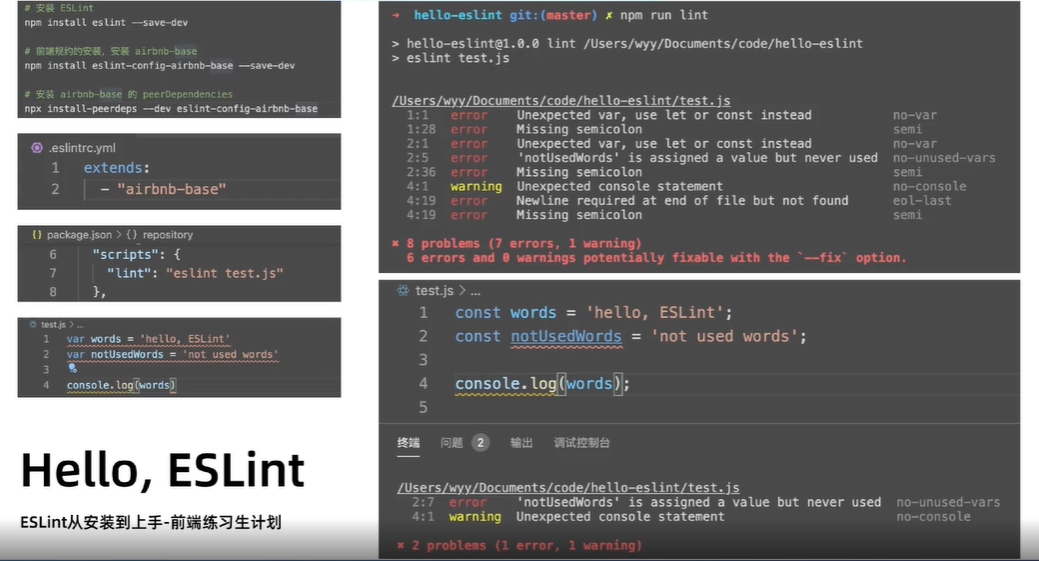 # 安装 ESLint
npm install eslint --save-dev
# 前端规约的安装，安装 airbnb-base
npm install eslint-config-airbnb-base --save-dev
# 安装 airbnb-base 的 peerDependencies
npx install-peerdeps --dev eslint-config-airbnb-base
.eslintrc.yml
1 extends:
2 - "airbnb-base"
{} package.json > {} repository
6 "scripts": {
7 "lint": "eslint test.js"
8 },
test.js > ...
1 var words = 'hello, ESLint'
2 var notUsedWords = 'not used words'
3
4 console.log(words)
Hello, ESLint
ESLint从安装到上手-前端练习生计划
➜ hello-eslint git:(master) ✗ npm run lint
> hello-eslint@1.0.0 lint /Users/wyy/Documents/code/hello-eslint
> eslint test.js
/Users/wyy/Documents/code/hello-eslint/test.js
1:1 error Unexpected var, use let or const instead no-var
1:28 error Missing semicolon semi
2:1 error Unexpected var, use let or const instead no-var
2:5 error 'notUsedWords' is assigned a value but never used no-unused-vars
2:36 error Missing semicolon semi
4:1 warning Unexpected console statement no-console
4:19 error Newline required at end of file but not found eol-last
4:19 error Missing semicolon semi
✖ 8 problems (7 errors, 1 warning)
6 errors and 0 warnings potentially fixable with the `--fix` option.
test.js > ...
1 const words = 'hello, ESLint';
2 const notUsedWords = 'not used words';
3
4 console.log(words);
5
终端 问题 2 输出 调试控制台
/Users/wyy/Documents/code/hello-eslint/test.js
2:7 error 'notUsedWords' is assigned a value but never used no-unused-vars
4:1 warning Unexpected console statement no-console
✖ 2 problems (1 error, 1 warning)